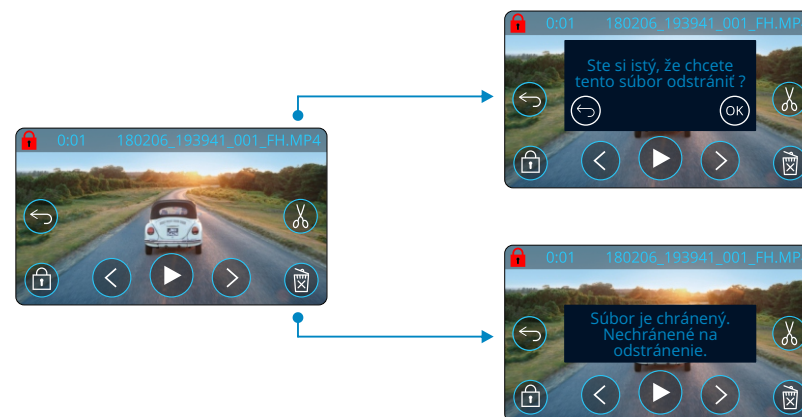 0:01 180206_193941_001_FH.MP4
0:01 180206_193941_001_FH.MP
Ste si istý, že chcete
tento súbor odstrániť ?
OK
0:01 180206_193941_001_FH.MP
Súbor je chránený.
Nechránené na
odstránenie.